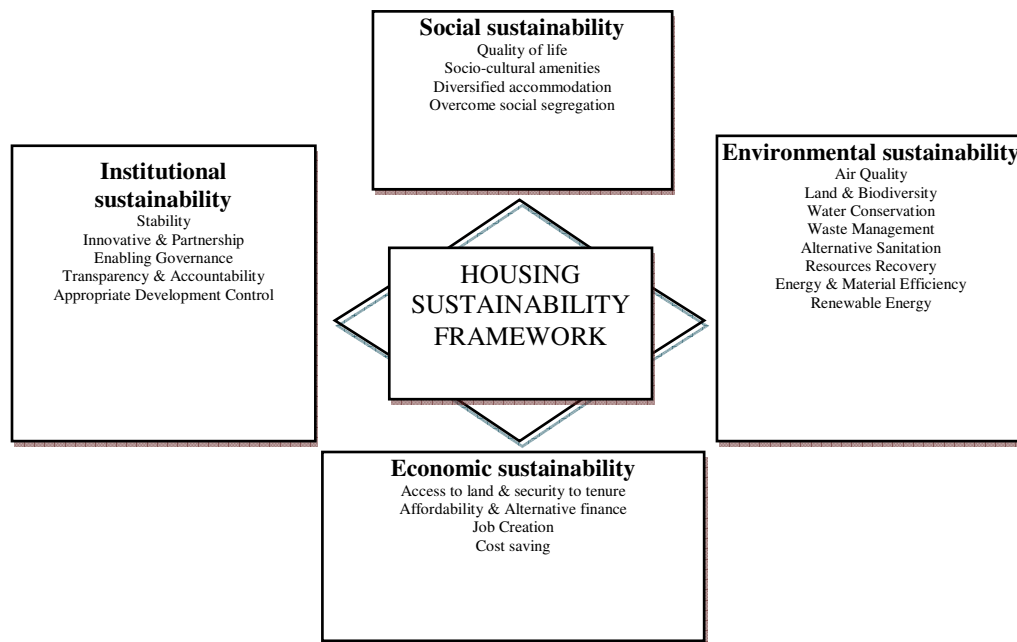 Social sustainability
Quality of life
Socio-cultural amenities
Diversified accommodation
Overcome social segregation
Institutional
sustainability
Stability
Innovative & Partnership
Enabling Governance
Transparency & Accountability
Appropriate Development Control
HOUSING
SUSTAINABILITY
FRAMEWORK
Environmental sustainability
Air Quality
Land & Biodiversity
Water Conservation
Waste Management
Alternative Sanitation
Resources Recovery
Energy & Material Efficiency
Renewable Energy
Economic sustainability
Access to land & security to tenure
Affordability & Alternative finance
Job Creation
Cost saving